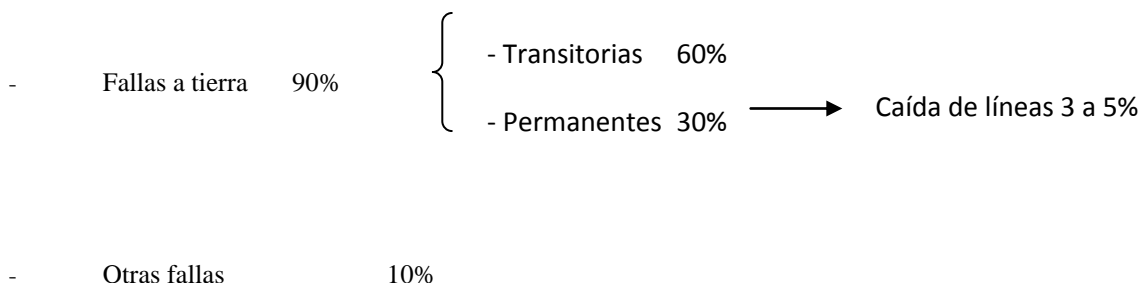 - Transitorias 60%
- Fallas a tierra 90%
- Permanentes 30%
Caída de líneas 3 a 5%
- Otras fallas 10%